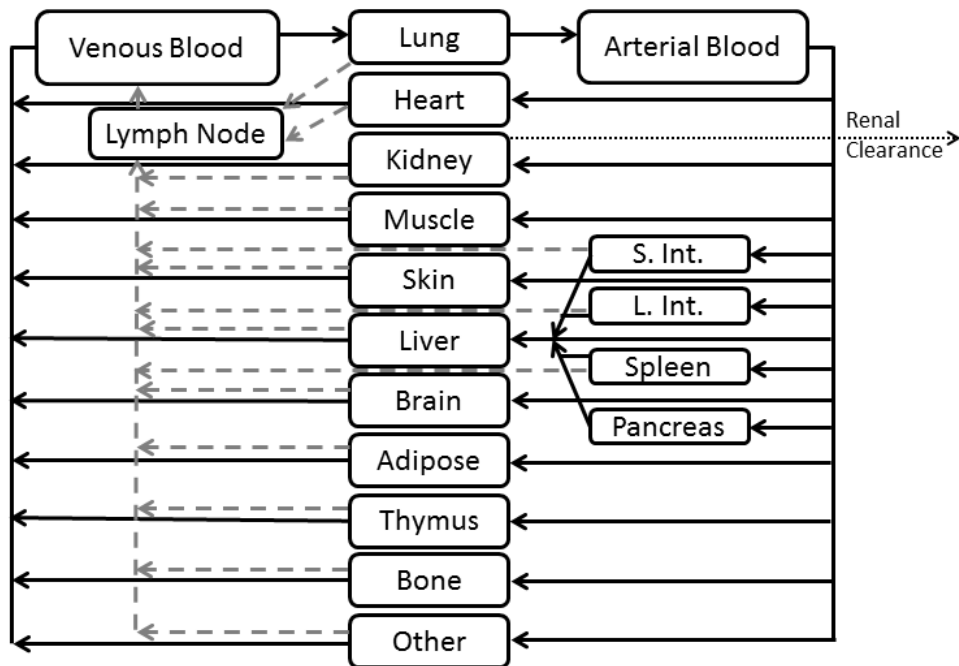 Venous Blood
Lung
Arterial Blood
Heart
Lymph Node
Renal
Clearance
Kidney
Muscle
S. Int.
Skin
L. Int.
Liver
Spleen
Brain
Pancreas
Adipose
Thymus
Bone
Other